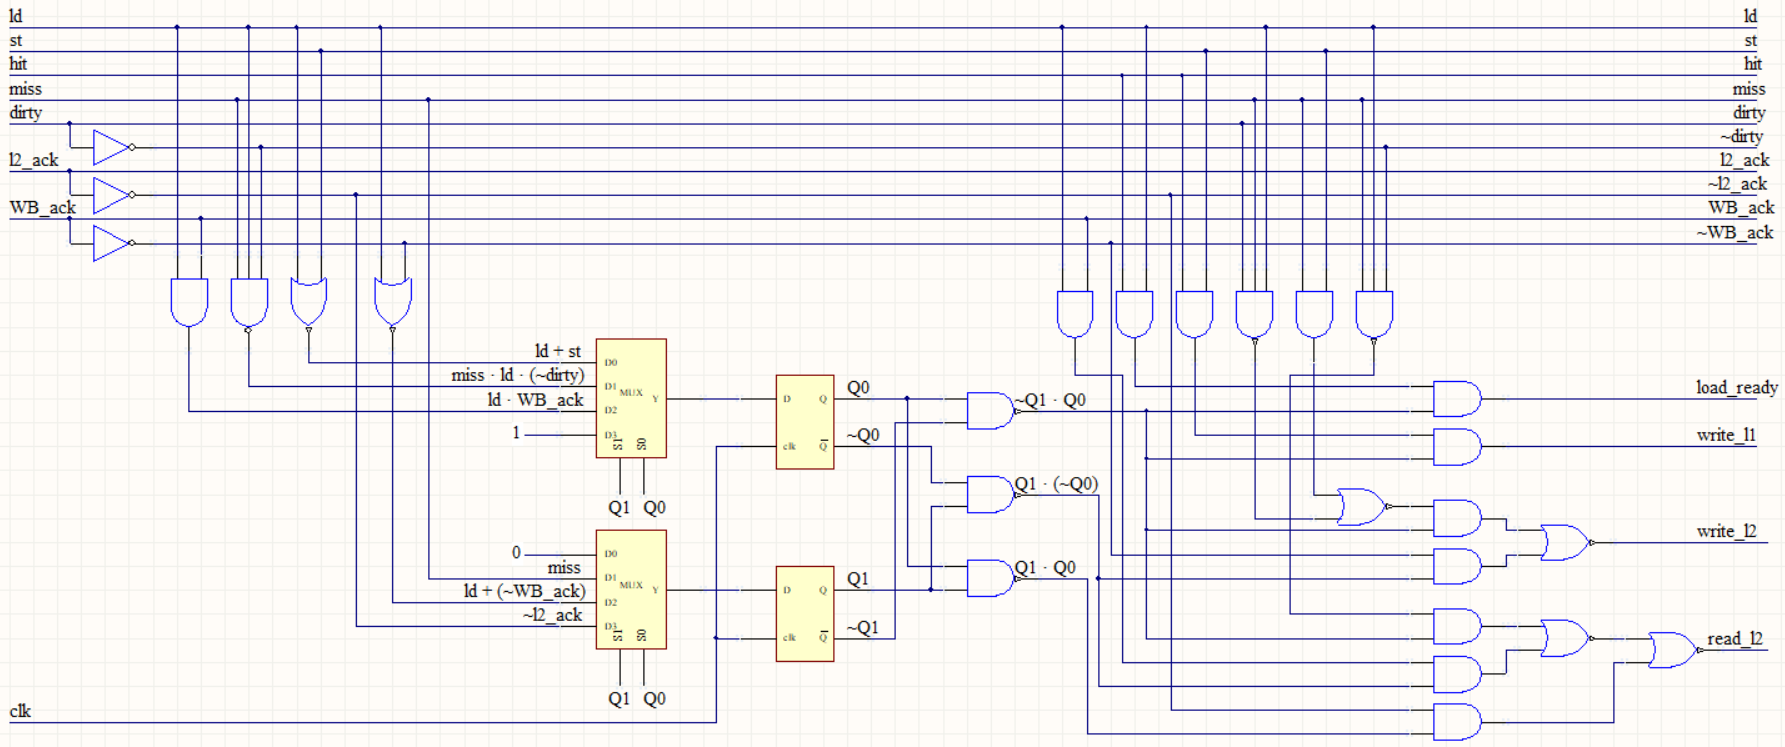 ld ld
st st
hit hit
miss miss
dirty dirty
~dirty
l2_ack l2_ack
~l2_ack
WB_ack WB_ack
~WB_ack
ld + st
miss · ld · (~dirty)
ld · WB_ack
1
D0
D1
D2
D3
MUX
Y
S1
S0
Q1 Q0
0
miss
ld + (~WB_ack)
~l2_ack
D0
D1
D2
D3
MUX
Y
S1
S0
Q1 Q0
clk
D Q
clk Q
Q0
~Q0
D Q
clk Q
Q1
~Q1
~Q1 · Q0
Q1 · (~Q0)
Q1 · Q0
load_ready
write_l1
write_l2
read_l2